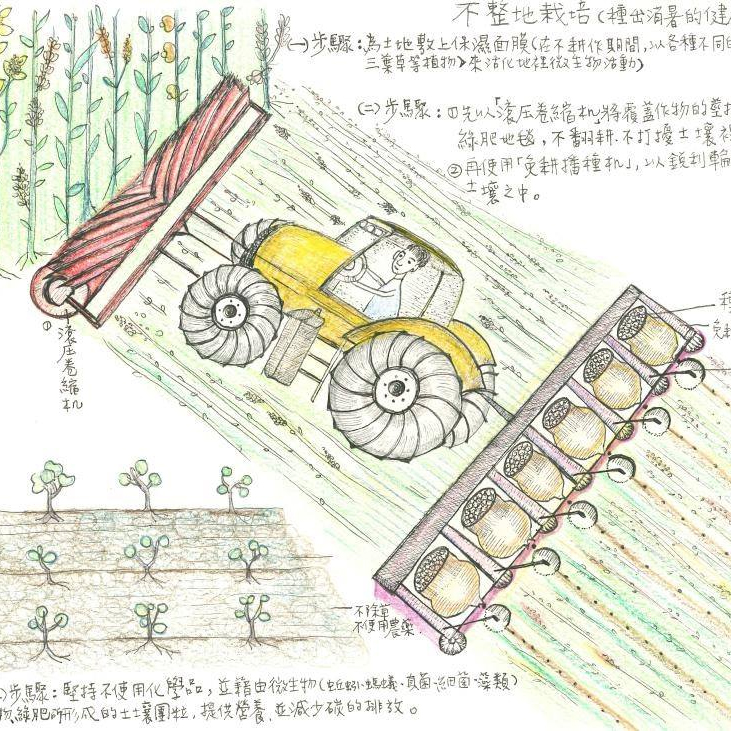 不整地栽培(種出消暑的健
(一)步驟:為土地敷上保濕面膜(在不耕作期間,以各種不同的
三葉草等植物)來活化地裡微生物活動)
(二)步驟:①先以「滾压卷縮机」將覆蓋作物的莖
綠肥地毯,不翻耕.不打擾土壤裡
②再使用「免耕播種机」,以銳利輪
土壤之中。
①
滾压卷縮机
種
免耕
不除草
不使用農藥
)步驟:堅持不使用化學品,並藉由微生物(蚯蚓.螞蟻.真菌.細菌.藻類)
物綠肥所形成的土壤團粒,提供營養,並減少碳的排放。